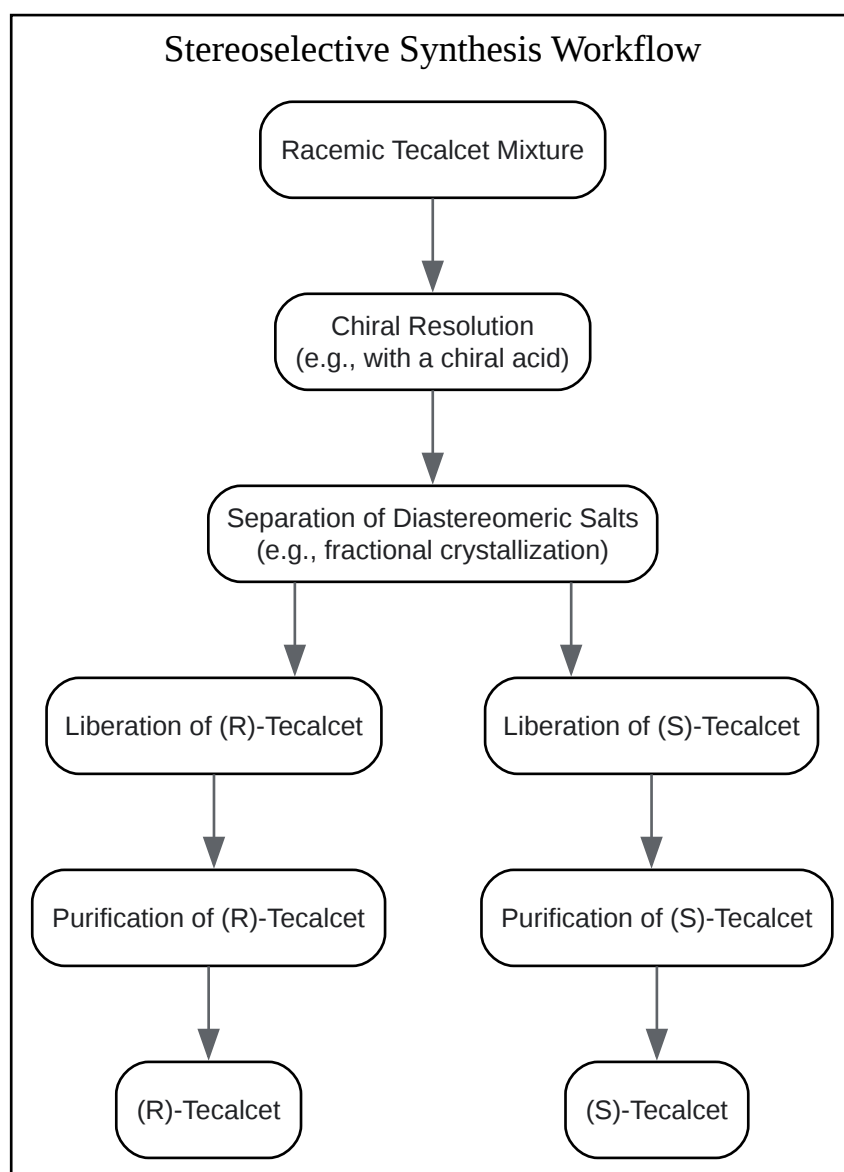 Stereoselective Synthesis Workflow
Racemic Tecalcet Mixture
Chiral Resolution
(e.g., with a chiral acid)
Separation of Diastereomeric Salts
(e.g., fractional crystallization)
Liberation of (R)-Tecalcet
Liberation of (S)-Tecalcet
Purification of (R)-Tecalcet
Purification of (S)-Tecalcet
(R)-Tecalcet
(S)-Tecalcet